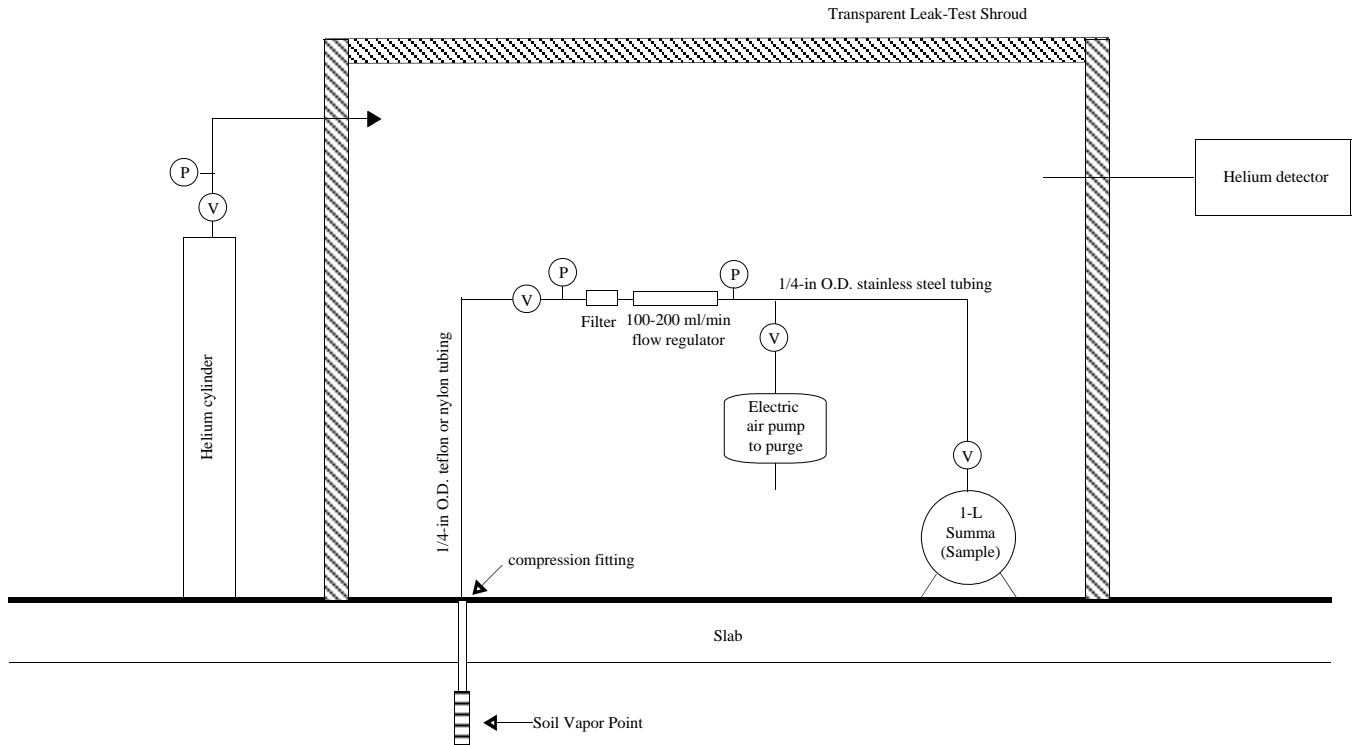 Transparent Leak-Test Shroud
P
V
Helium cylinder
Helium detector
P
P
V
1/4-in O.D. stainless steel tubing
Filter
100-200 ml/min
flow regulator
V
1/4-in O.D. teflon or nylon tubing
Electric
air pump
to purge
V
1-L
Summa
(Sample)
compression fitting
Slab
Soil Vapor Point